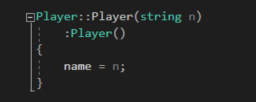 Player::Player(string n)
:Player()
{
name = n;
}